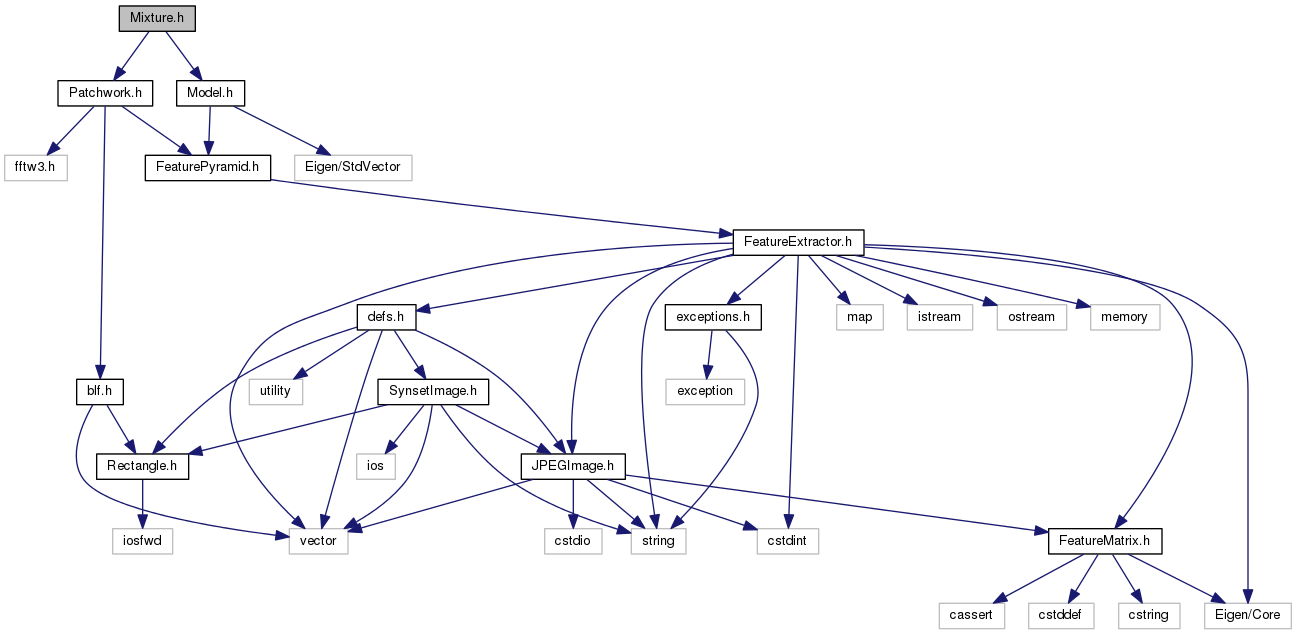 Mixture.h
Patchwork.h
Model.h
fftw3.h
FeaturePyramid.h
Eigen/StdVector
FeatureExtractor.h
defs.h
exceptions.h
map
istream
ostream
memory
blf.h
utility
SynsetImage.h
exception
Rectangle.h
ios
JPEGImage.h
iosfwd
vector
cstdio
string
cstdint
FeatureMatrix.h
cassert
cstddef
cstring
Eigen/Core